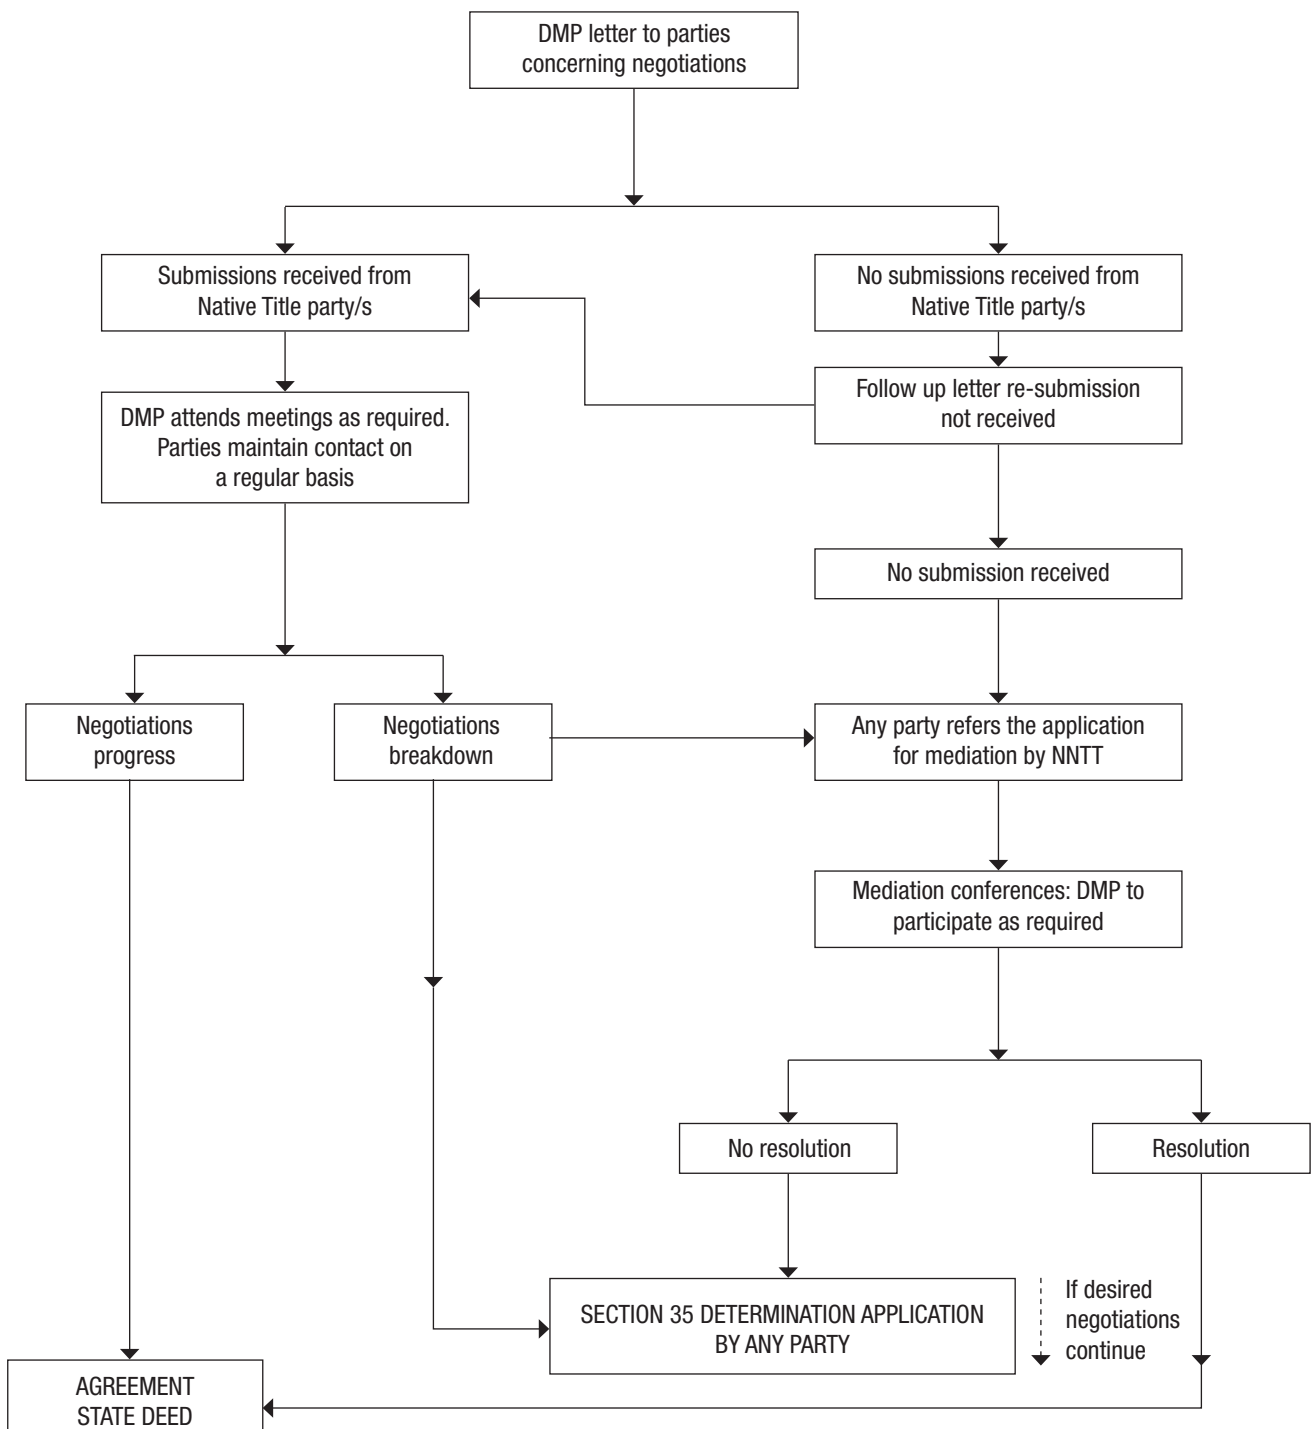 DMP letter to parties
concerning negotiations
Submissions received from
Native Title party/s
No submissions received from
Native Title party/s
DMP attends meetings as required.
Parties maintain contact on
a regular basis
Follow up letter re-submission
not received
No submission received
Negotiations
progress
Negotiations
breakdown
Any party refers the application
for mediation by NNTT
Mediation conferences: DMP to
participate as required
No resolution
Resolution
SECTION 35 DETERMINATION APPLICATION
BY ANY PARTY
If desired
negotiations
continue
AGREEMENT
STATE DEED